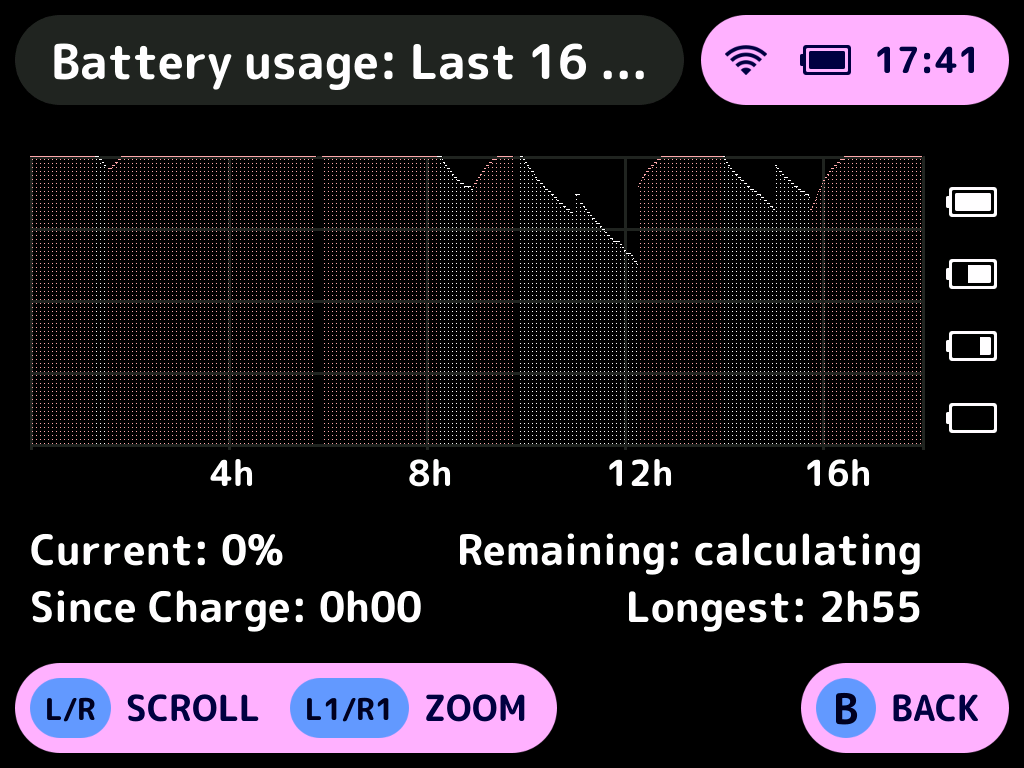 Battery usage: Last 16 ...
17:41
4h 8h 12h 16h
Current: 0% Remaining: calculating
Since Charge: 0h00 Longest: 2h55
L/R SCROLL L1/R1 ZOOM B BACK